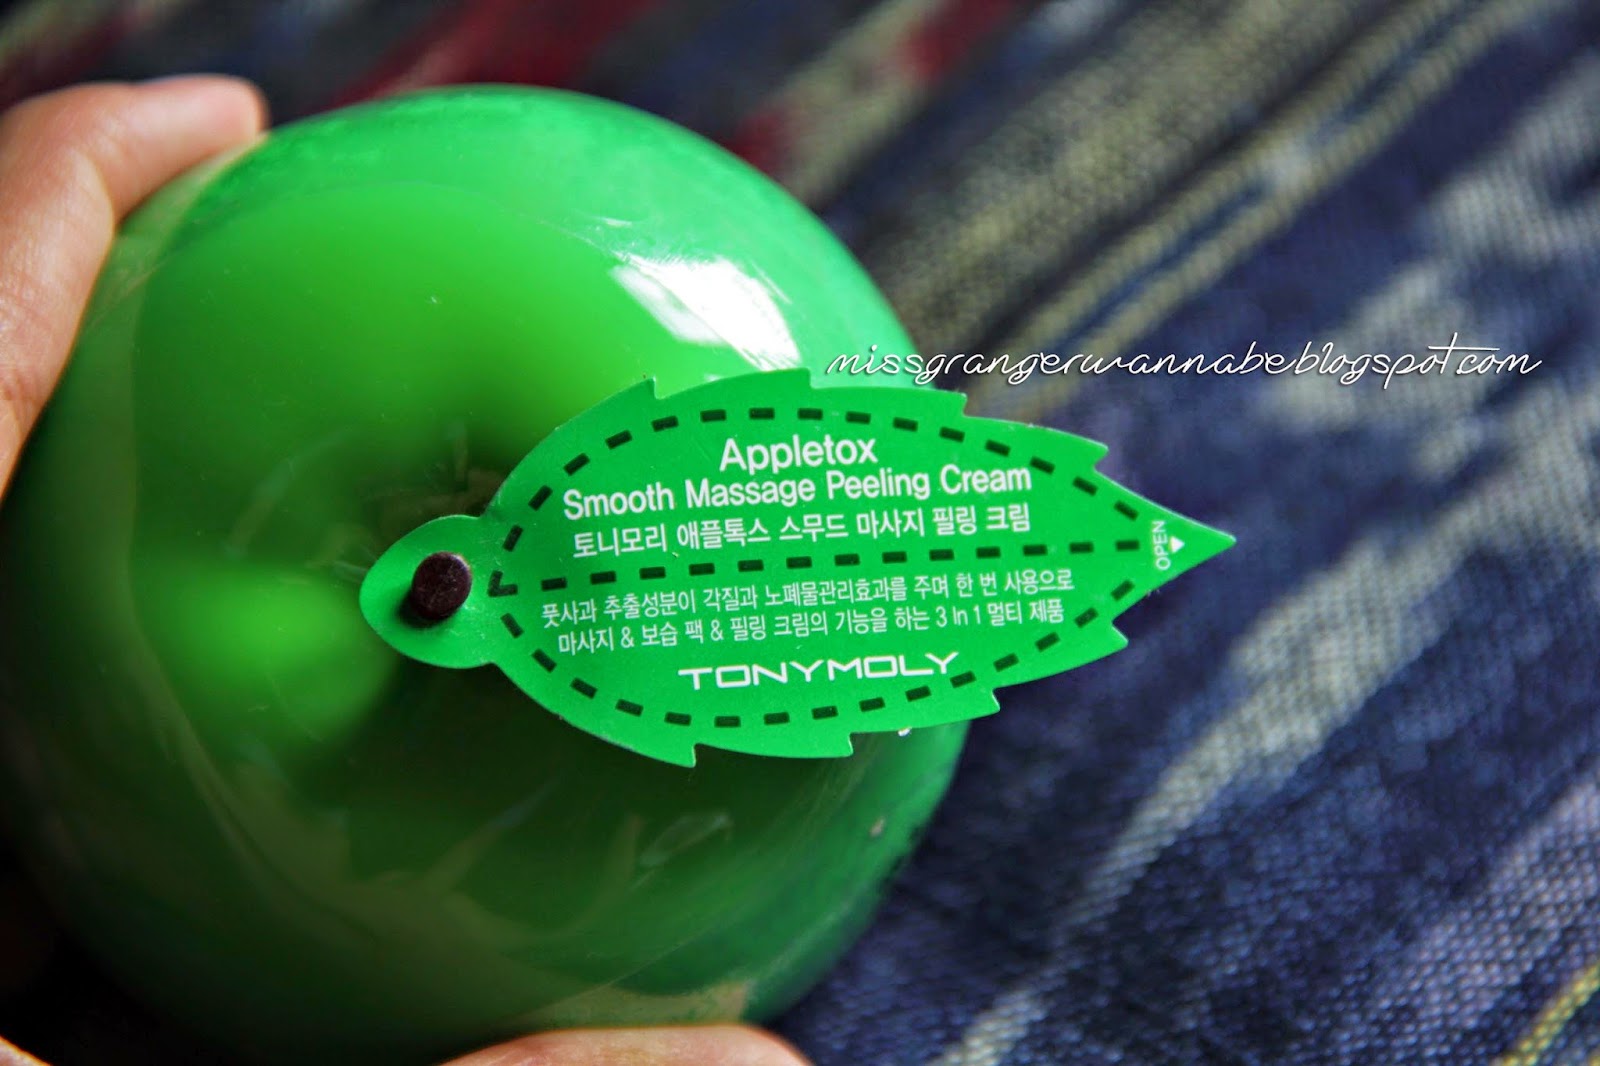 missgrangerwannabe.blogspot.com
Appletox
Smooth Massage Peeling Cream
토니모리 애플톡스 스무드 마사지 필링 크림
OPEN
풋사과 추출성분이 각질과 노폐물관리효과를 주며 한 번 사용으로
마사지 & 보습 팩 & 필링 크림의 기능을 하는 3 in 1 멀티 제품
TONYMOLY